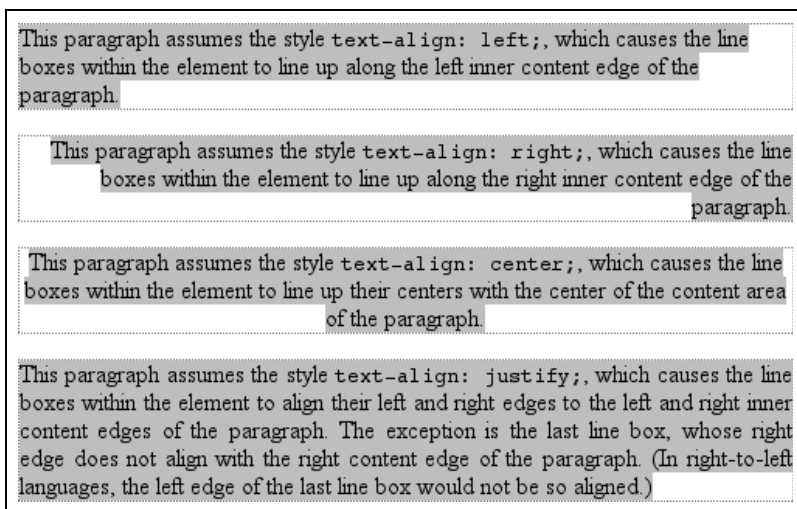 This paragraph assumes the style text-align: left;, which causes the line
boxes within the element to line up along the left inner content edge of the
paragraph.
This paragraph assumes the style text-align: right;, which causes the line
boxes within the element to line up along the right inner content edge of the
paragraph.
This paragraph assumes the style text-align: center;, which causes the line
boxes within the element to line up their centers with the center of the content area
of the paragraph.
This paragraph assumes the style text-align: justify;, which causes the line
boxes within the element to align their left and right edges to the left and right inner
content edges of the paragraph. The exception is the last line box, whose right
edge does not align with the right content edge of the paragraph. (In right-to-left
languages, the left edge of the last line box would not be so aligned.)